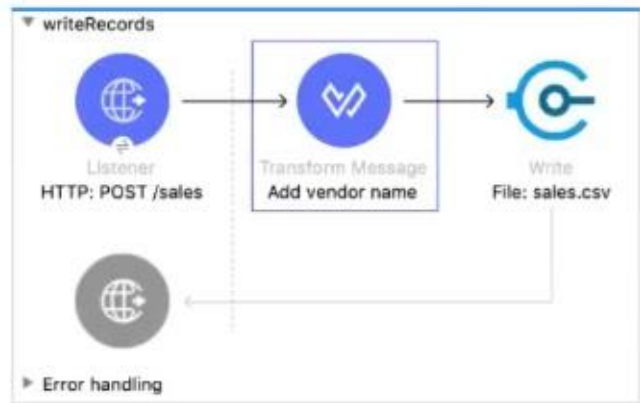 writeRecords
Listener
HTTP: POST /sales
Transform Message
Add vendor name
Write
File: sales.csv
Error handling